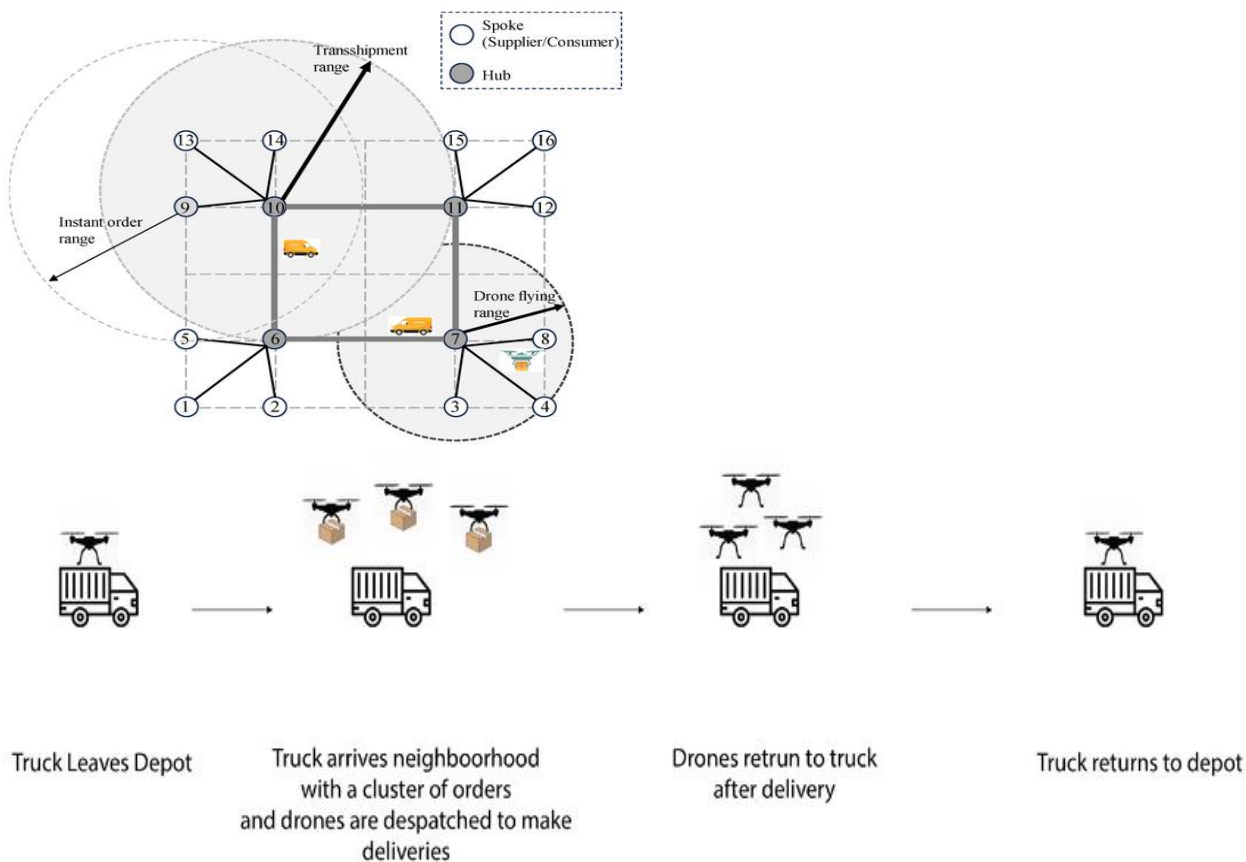 Spoke
(Supplier/Consumer)
Hub
Transshipment
range
13
14
15
16
9
10
11
12
Instant order
range
Drone flying
range
5
6
7
8
1
2
3
4
Truck Leaves Depot
Truck arrives neighboorhood
with a cluster of orders
and drones are despatched to make
deliveries
Drones retrun to truck
after delivery
Truck returns to depot